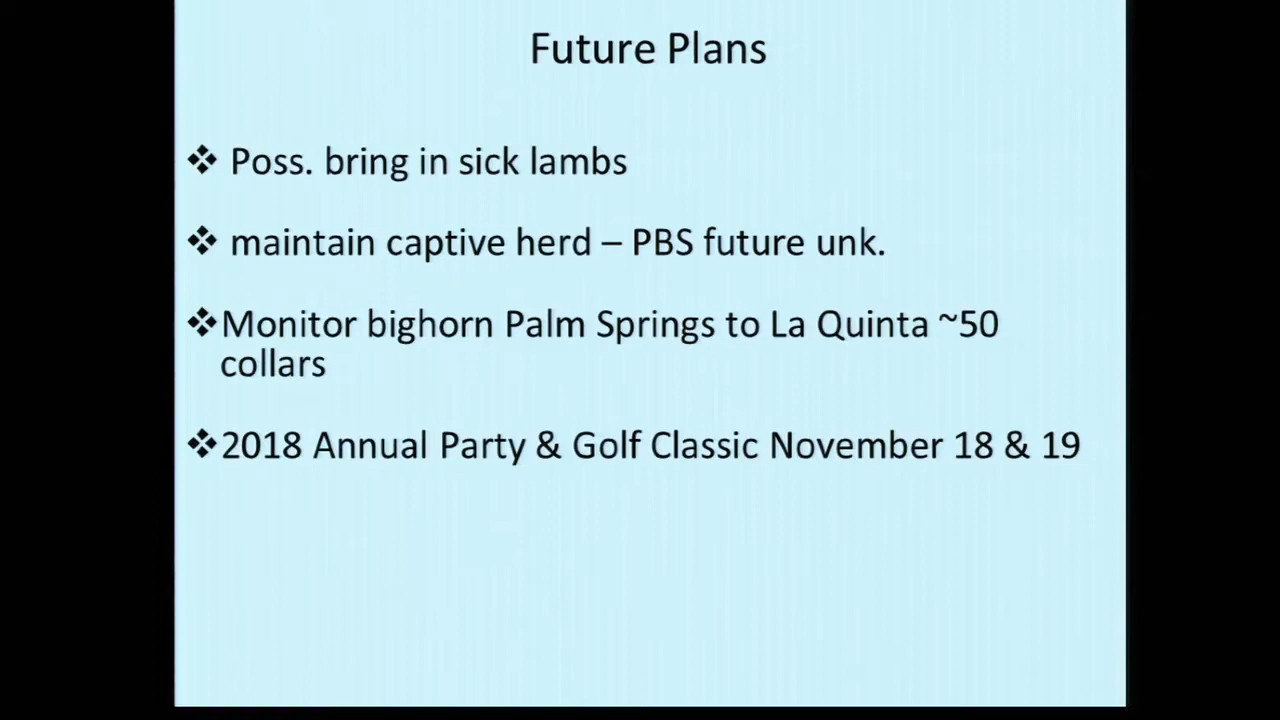 Future Plans
❖ Poss. bring in sick lambs
❖ maintain captive herd – PBS future unk.
❖Monitor bighorn Palm Springs to La Quinta ~50
collars
❖2018 Annual Party & Golf Classic November 18 & 19